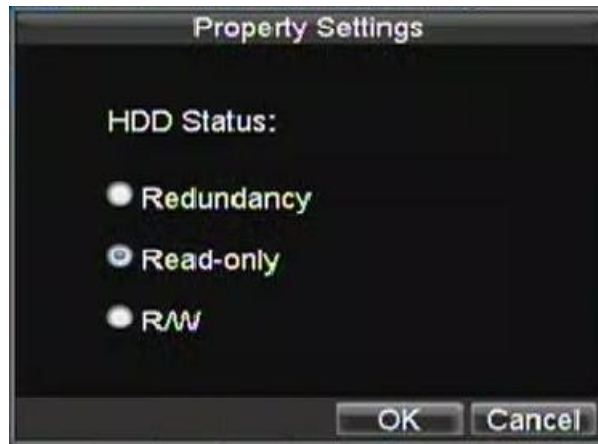 Property Settings
HDD Status:
Redundancy
Read-only
R/W
OK Cancel